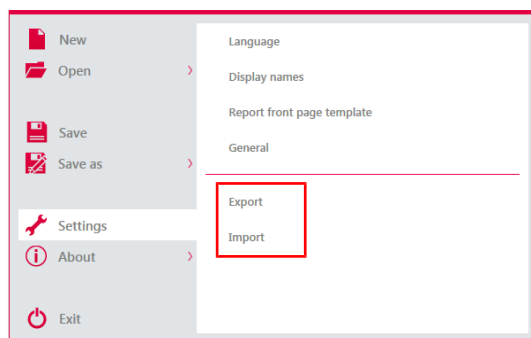 New
Open
Save
Save as
Settings
About
Exit
Language
Display names
Report front page template
General
Export
Import